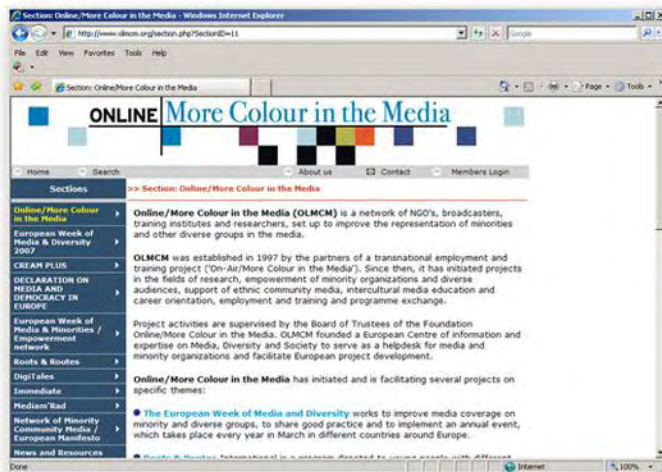 Section: Online/More Colour in the Media - Windows Internet Explorer
http://www.olmcm.org/section.php?SectionID=11
Google
File Edit View Favorites Tools Help
Section: Online/More Colour in the Media
Page Tools
ONLINE More Colour in the Media
Home Search About us Contact Members Login
Sections
Online/More Colour
in the Media
European Week of
Media & Diversity
2007
CREAM PLUS
DECLARATION ON
MEDIA AND
DEMOCRACY IN
EUROPE
European Week of
Media & Minorities /
Empowerment
network
Roots & Routes
DigiTales
Immediate
Mediam'Rad
Network of Minority
Community Media /
European Manifesto
News and Resources
>> Section: Online/More Colour in the Media
Online/More Colour in the Media (OLMCM) is a network of NGO's, broadcasters,
training institutes and researchers, set up to improve the representation of minorities
and other diverse groups in the media.
OLMCM was established in 1997 by the partners of a transnational employment and
training project ('On-Air/More Colour in the Media'). Since then, it has initiated projects
in the fields of research, empowerment of minority organizations and diverse
audiences, support of ethnic community media, intercultural media education and
career orientation, employment and training and programme exchange.
Project activities are supervised by the Board of Trustees of the Foundation
Online/More Colour in the Media. OLMCM founded a European Centre of information and
expertise on Media, Diversity and Society to serve as a helpdesk for media and
minority organizations and facilitate European project development.
Online/More Colour in the Media has initiated and is facilitating several projects on
specific themes:
The European Week of Media and Diversity works to improve media coverage on
minority and diverse groups, to share good practice and to implement an annual event,
which takes place every year in March in different countries around Europe.
Roots & Routes International is a program directed to young people with different
Done Internet 100%